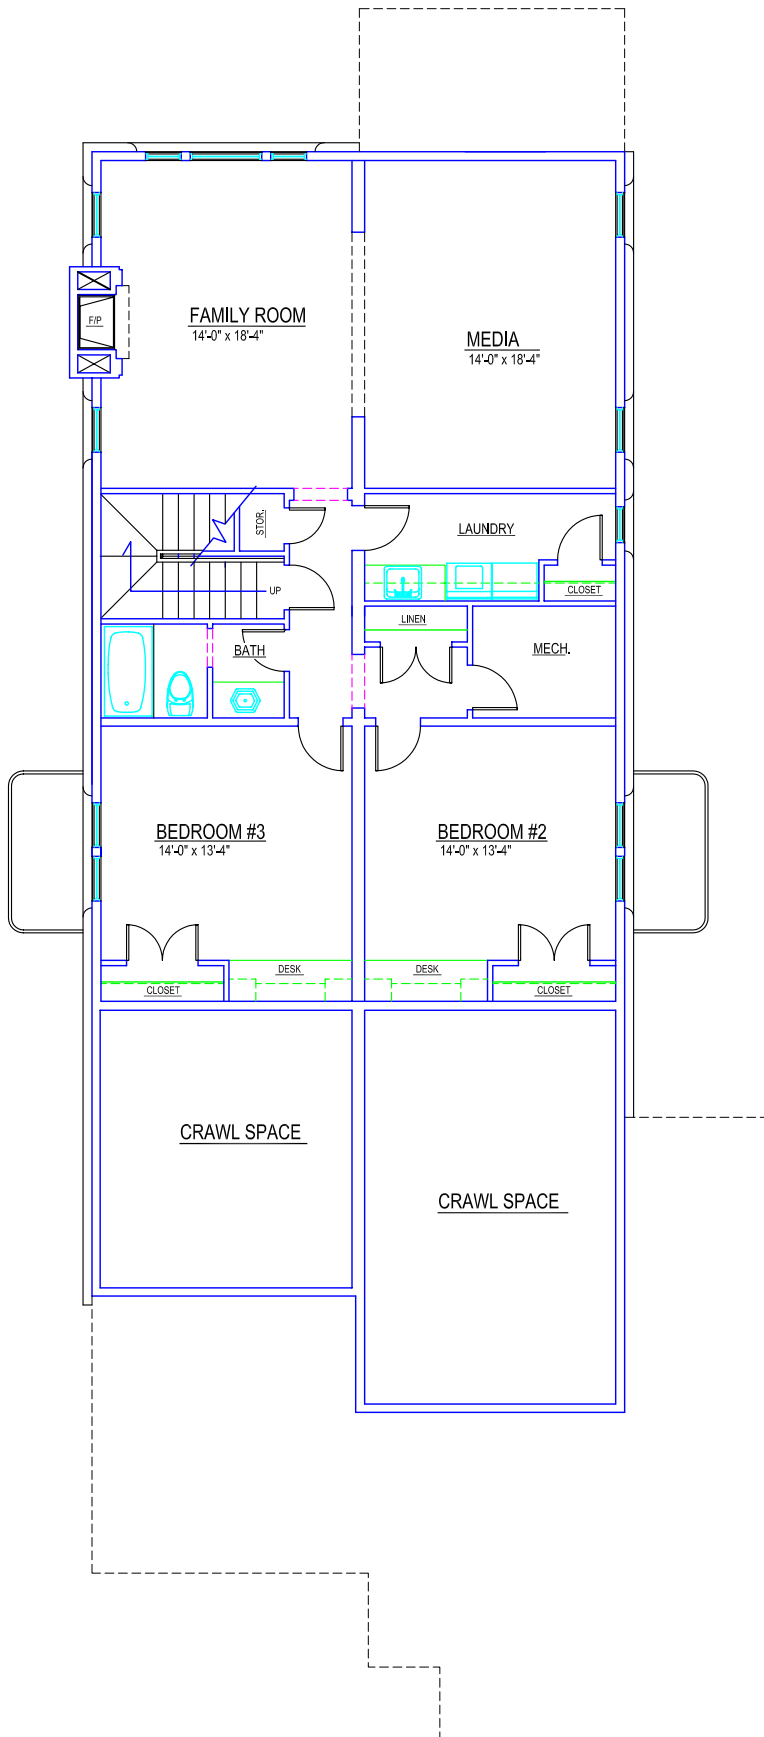 F/P
FAMILY ROOM
14'-0" x 18'-4"
MEDIA
14'-0" x 18'-4"
STOR.
LAUNDRY
CLOSET
UP
LINEN
BATH
MECH.
BEDROOM #3
14'-0" x 13'-4"
BEDROOM #2
14'-0" x 13'-4"
DESK
DESK
CLOSET
CLOSET
CRAWL SPACE
CRAWL SPACE